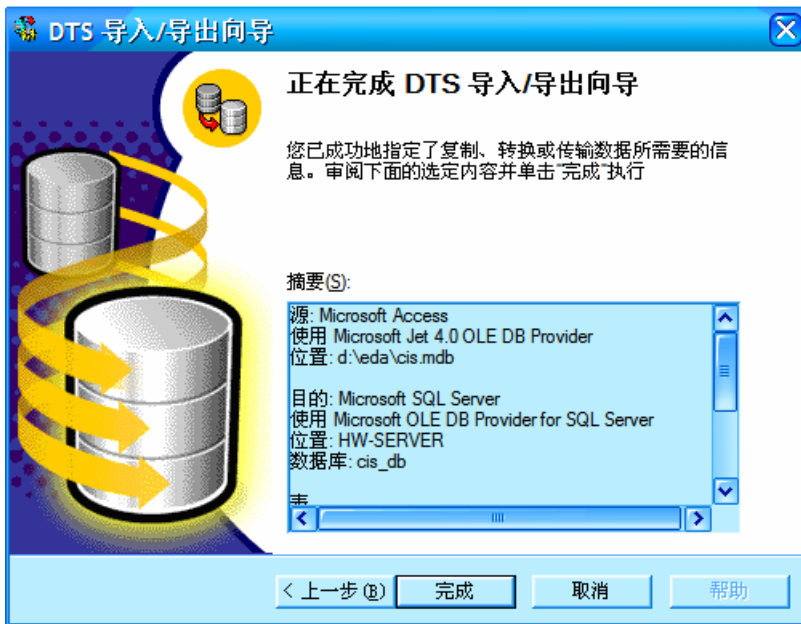 DTS 导入/导出向导
正在完成 DTS 导入/导出向导
您已成功地指定了复制、转换或传输数据所需要的信
息。审阅下面的选定内容并单击"完成"执行
摘要(S):
源: Microsoft Access
使用 Microsoft Jet 4.0 OLE DB Provider
位置: d:\eda\cis.mdb
目的: Microsoft SQL Server
使用 Microsoft OLE DB Provider for SQL Server
位置: HW-SERVER
数据库: cis_db
< 上一步(B)
完成
取消
帮助